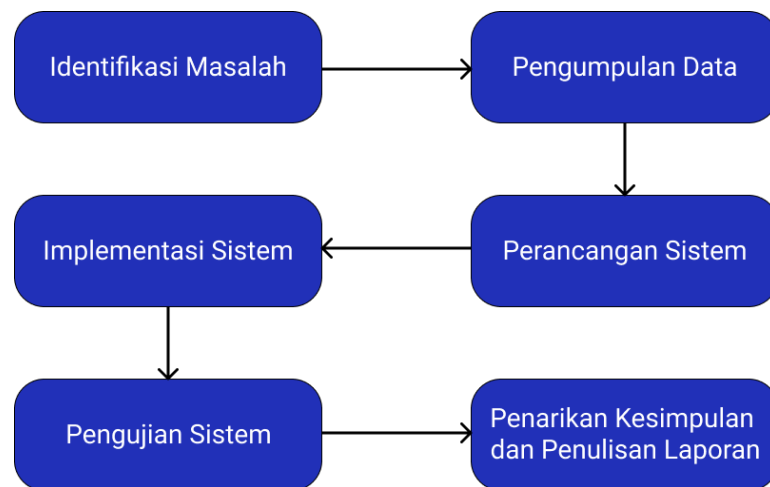 Identifikasi Masalah
Pengumpulan Data
Perancangan Sistem
Implementasi Sistem
Pengujian Sistem
Penarikan Kesimpulan
dan Penulisan Laporan